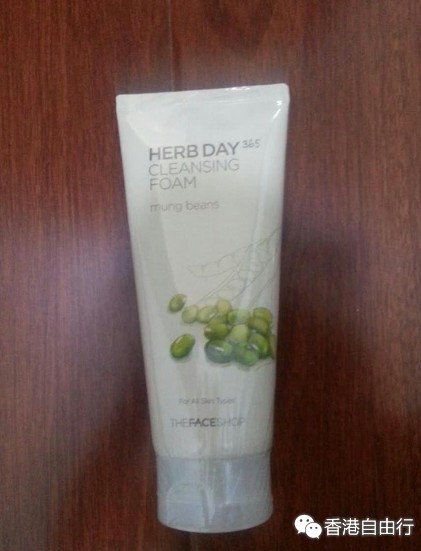 HERB DAY 365
CLEANSING
FOAM
mung beans
For All Skin Types
THEFACESHOP
香港自由行